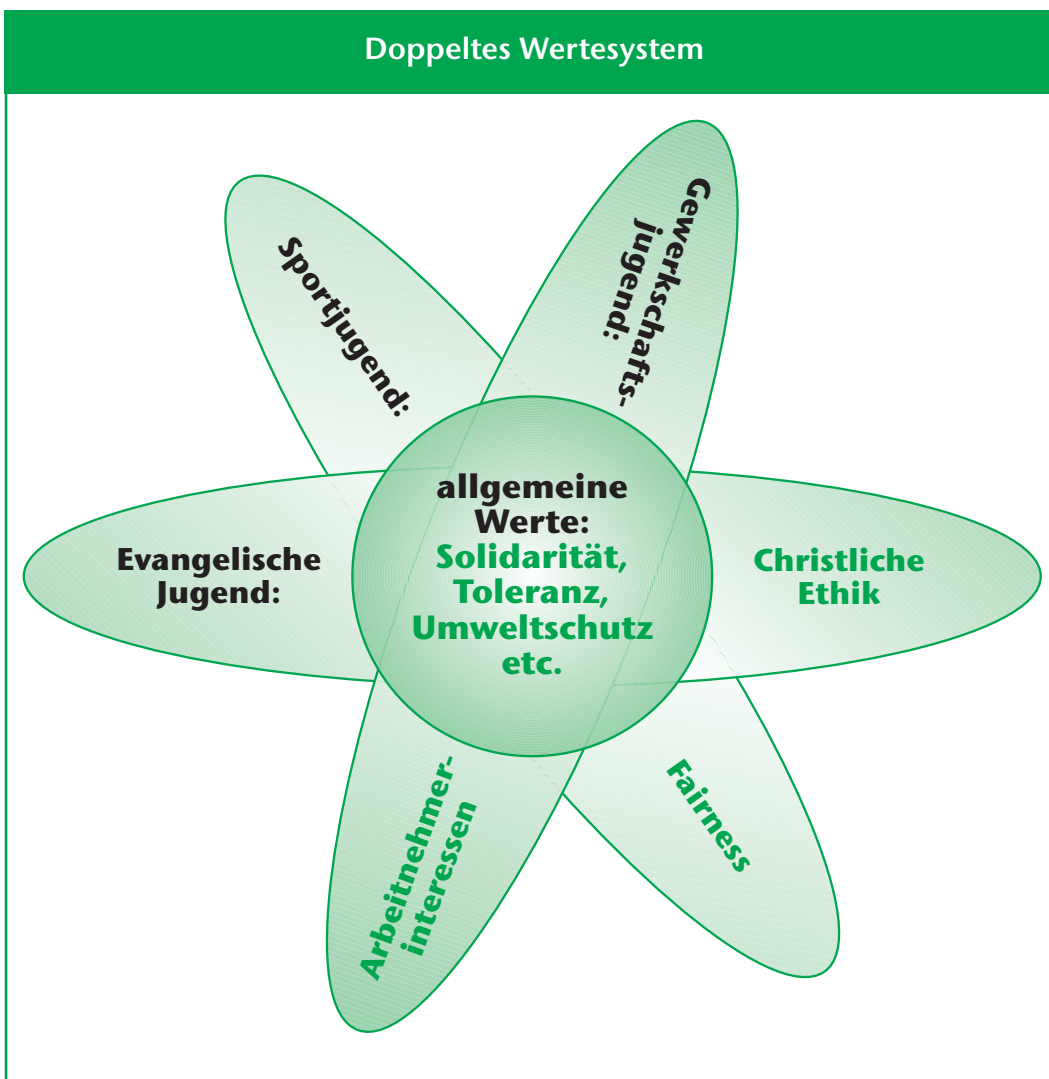 Doppeltes Wertesystem
Sportjugend:
Gewerkschafts-
jugend:
Evangelische
Jugend:
allgemeine
Werte:
Solidarität,
Toleranz,
Umweltschutz
etc.
Christliche
Ethik
Arbeitnehmer-
interessen
Fairness